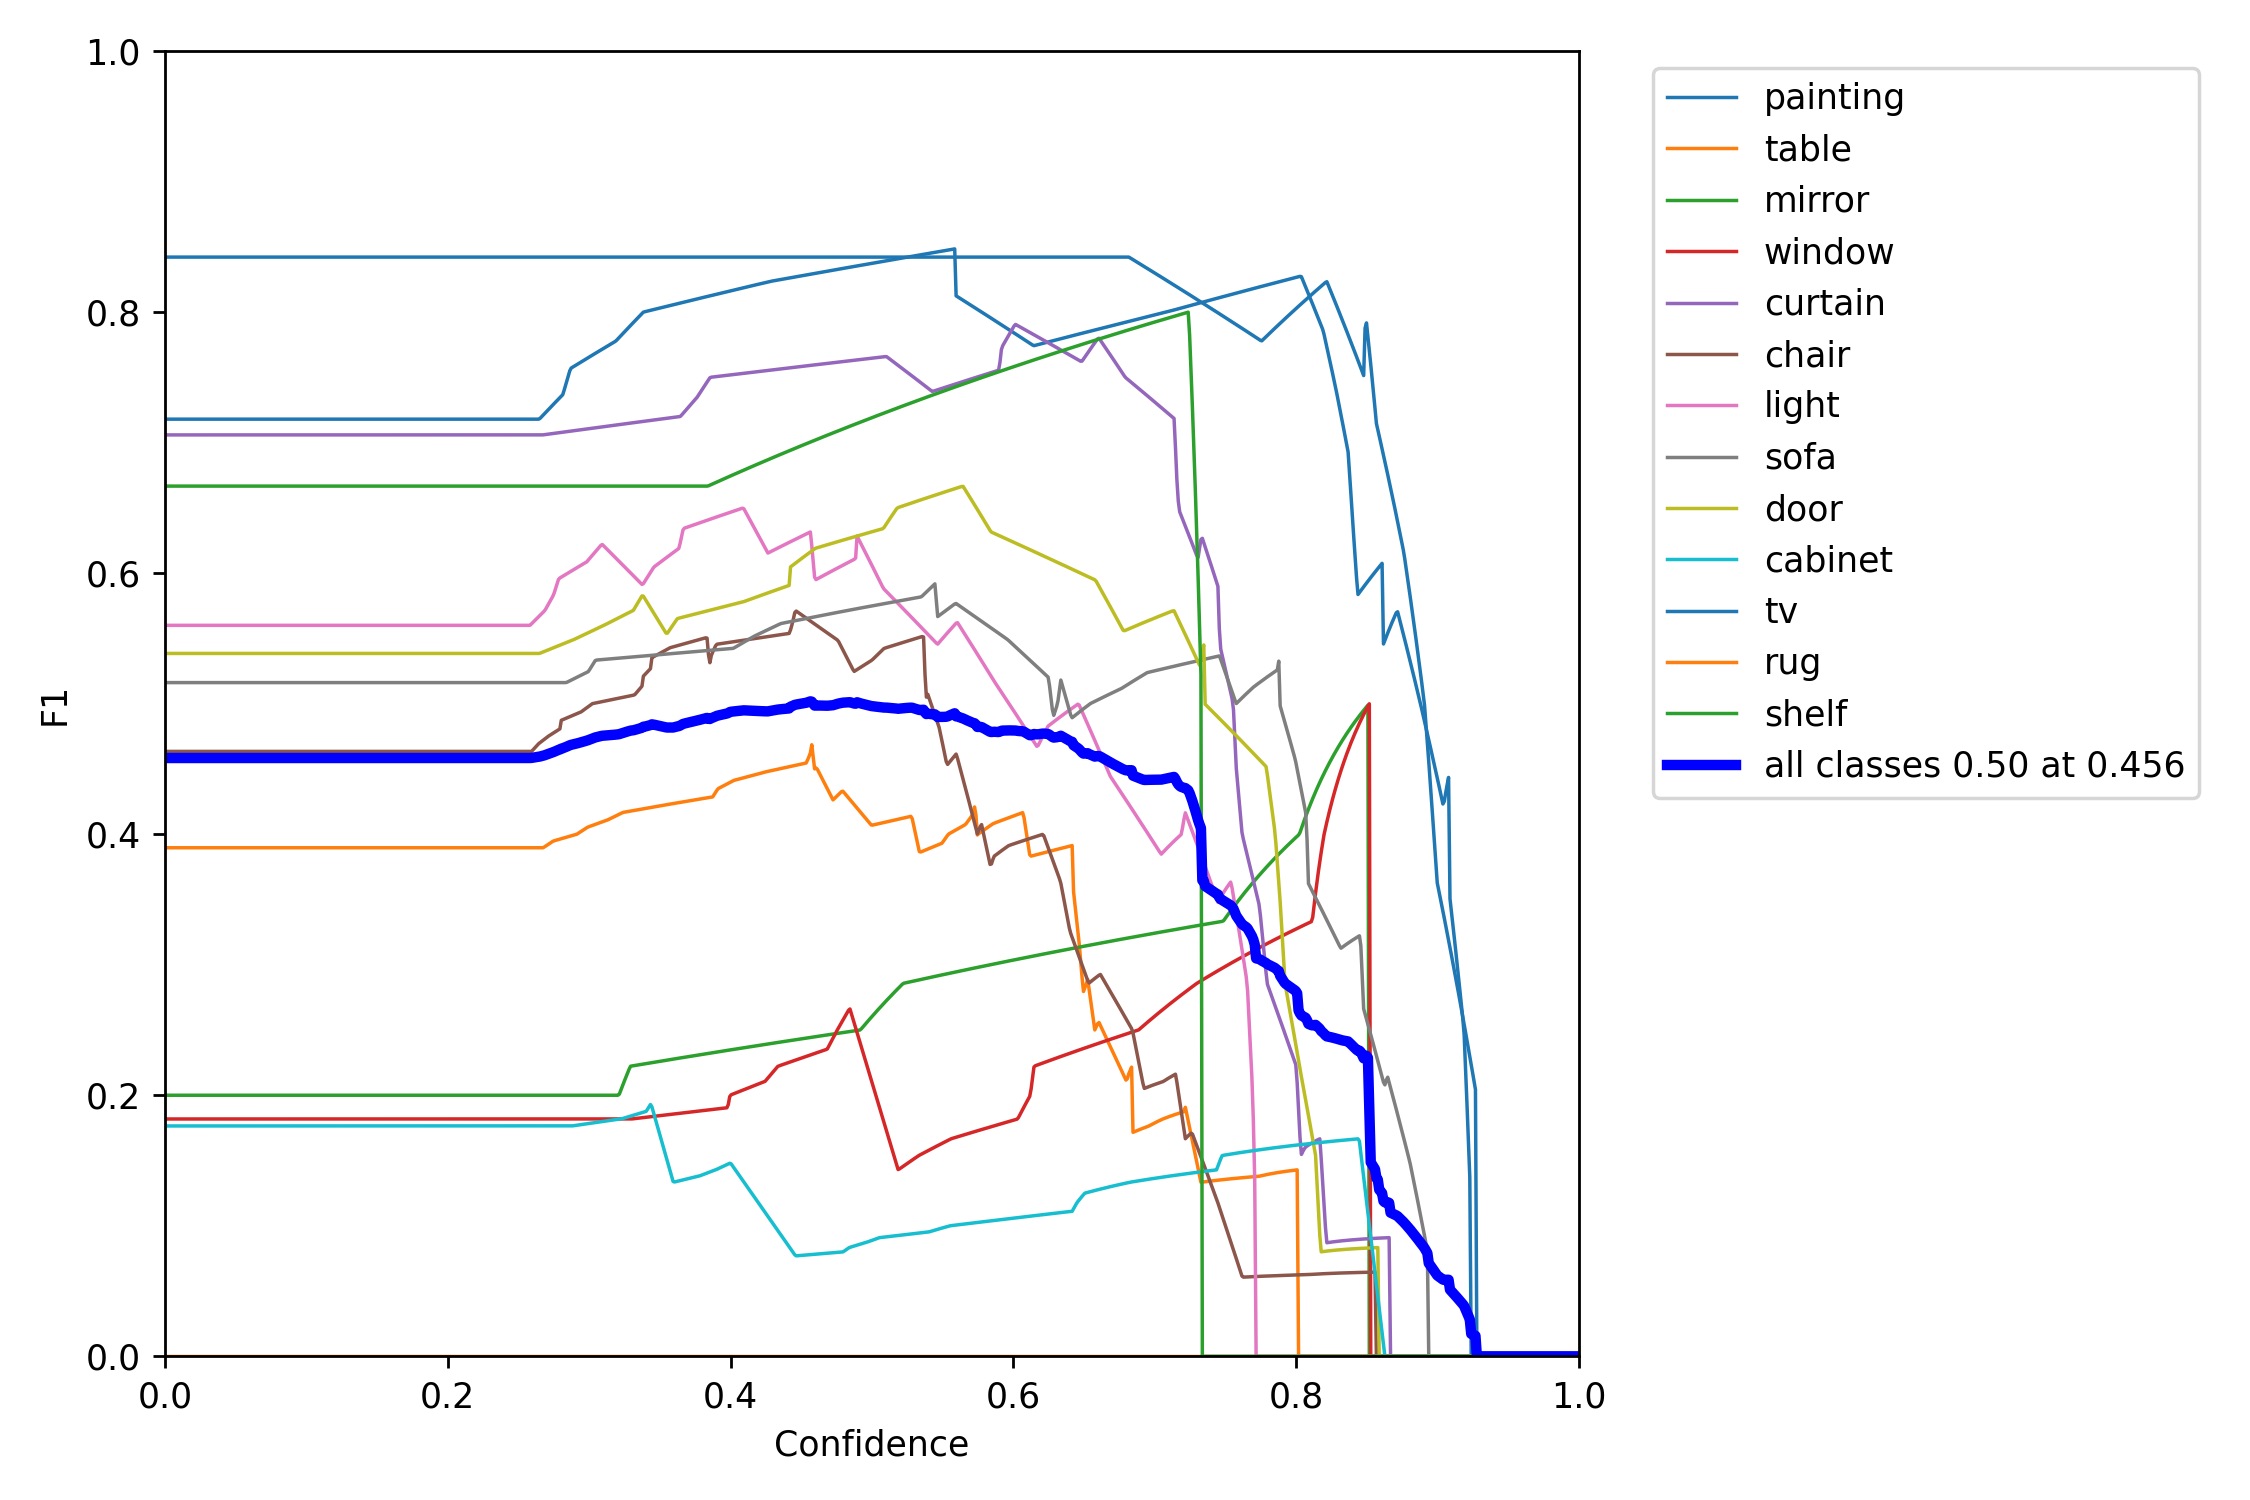 1.0
0.8
0.6
0.4
0.2
0.0
F1
0.0 0.2 0.4 0.6 0.8 1.0
Confidence
painting
table
mirror
window
curtain
chair
light
sofa
door
cabinet
tv
rug
shelf
all classes 0.50 at 0.456